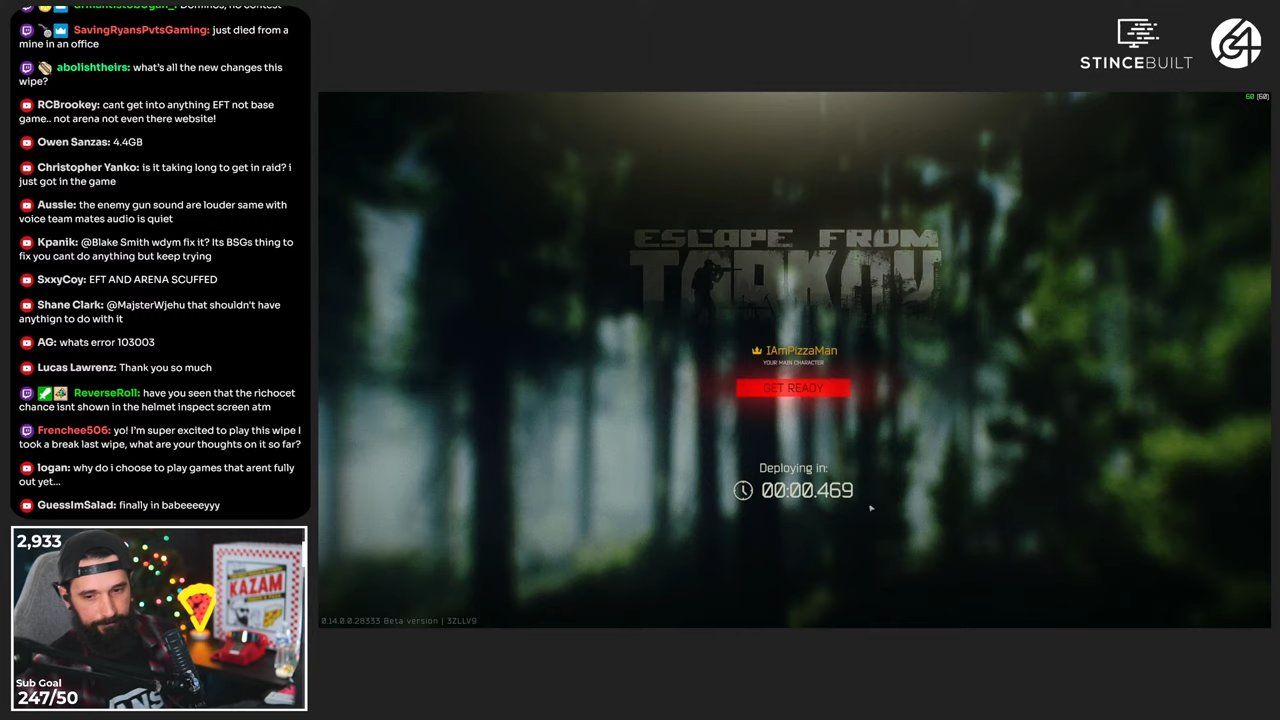 SavingRyansPvtsGaming: just died from a
mine in an office
abolishtheirs: what's all the new changes this
wipe?
RCBrookey: cant get into anything EFT not base
game.. not arena not even there website!
Owen Sanzas: 4.4GB
Christopher Yanko: is it taking long to get in raid? i
just got in the game
Aussie: the enemy gun sound are louder same with
voice team mates audio is quiet
Kpanik: @Blake Smith wdym fix it? Its BSGs thing to
fix you cant do anything but keep trying
SxxyCoy: EFT AND ARENA SCUFFED
Shane Clark: @MajsterWjehu that shouldn't have
anythign to do with it
AG: whats error 103003
Lucas Lawrenz: Thank you so much
ReverseRoll: have you seen that the richocet
chance isnt shown in the helmet inspect screen atm
Frenchee506: yo! I'm super excited to play this wipe I
took a break last wipe, what are your thoughts on it so far?
logan: why do i choose to play games that arent fully
out yet...
GuessImSalad: finally in babeeeeyyy
2,933
KAZAM
Sub Goal
247/50
STINCEBUILT
G4
60 (60)
ESCAPE FROM
TARKOV
IAmPizzaMan
YOUR MAIN CHARACTER
GET READY
Deploying in:
00:00.469
0.14.0.0.28333 Beta version | 3ZLLV9